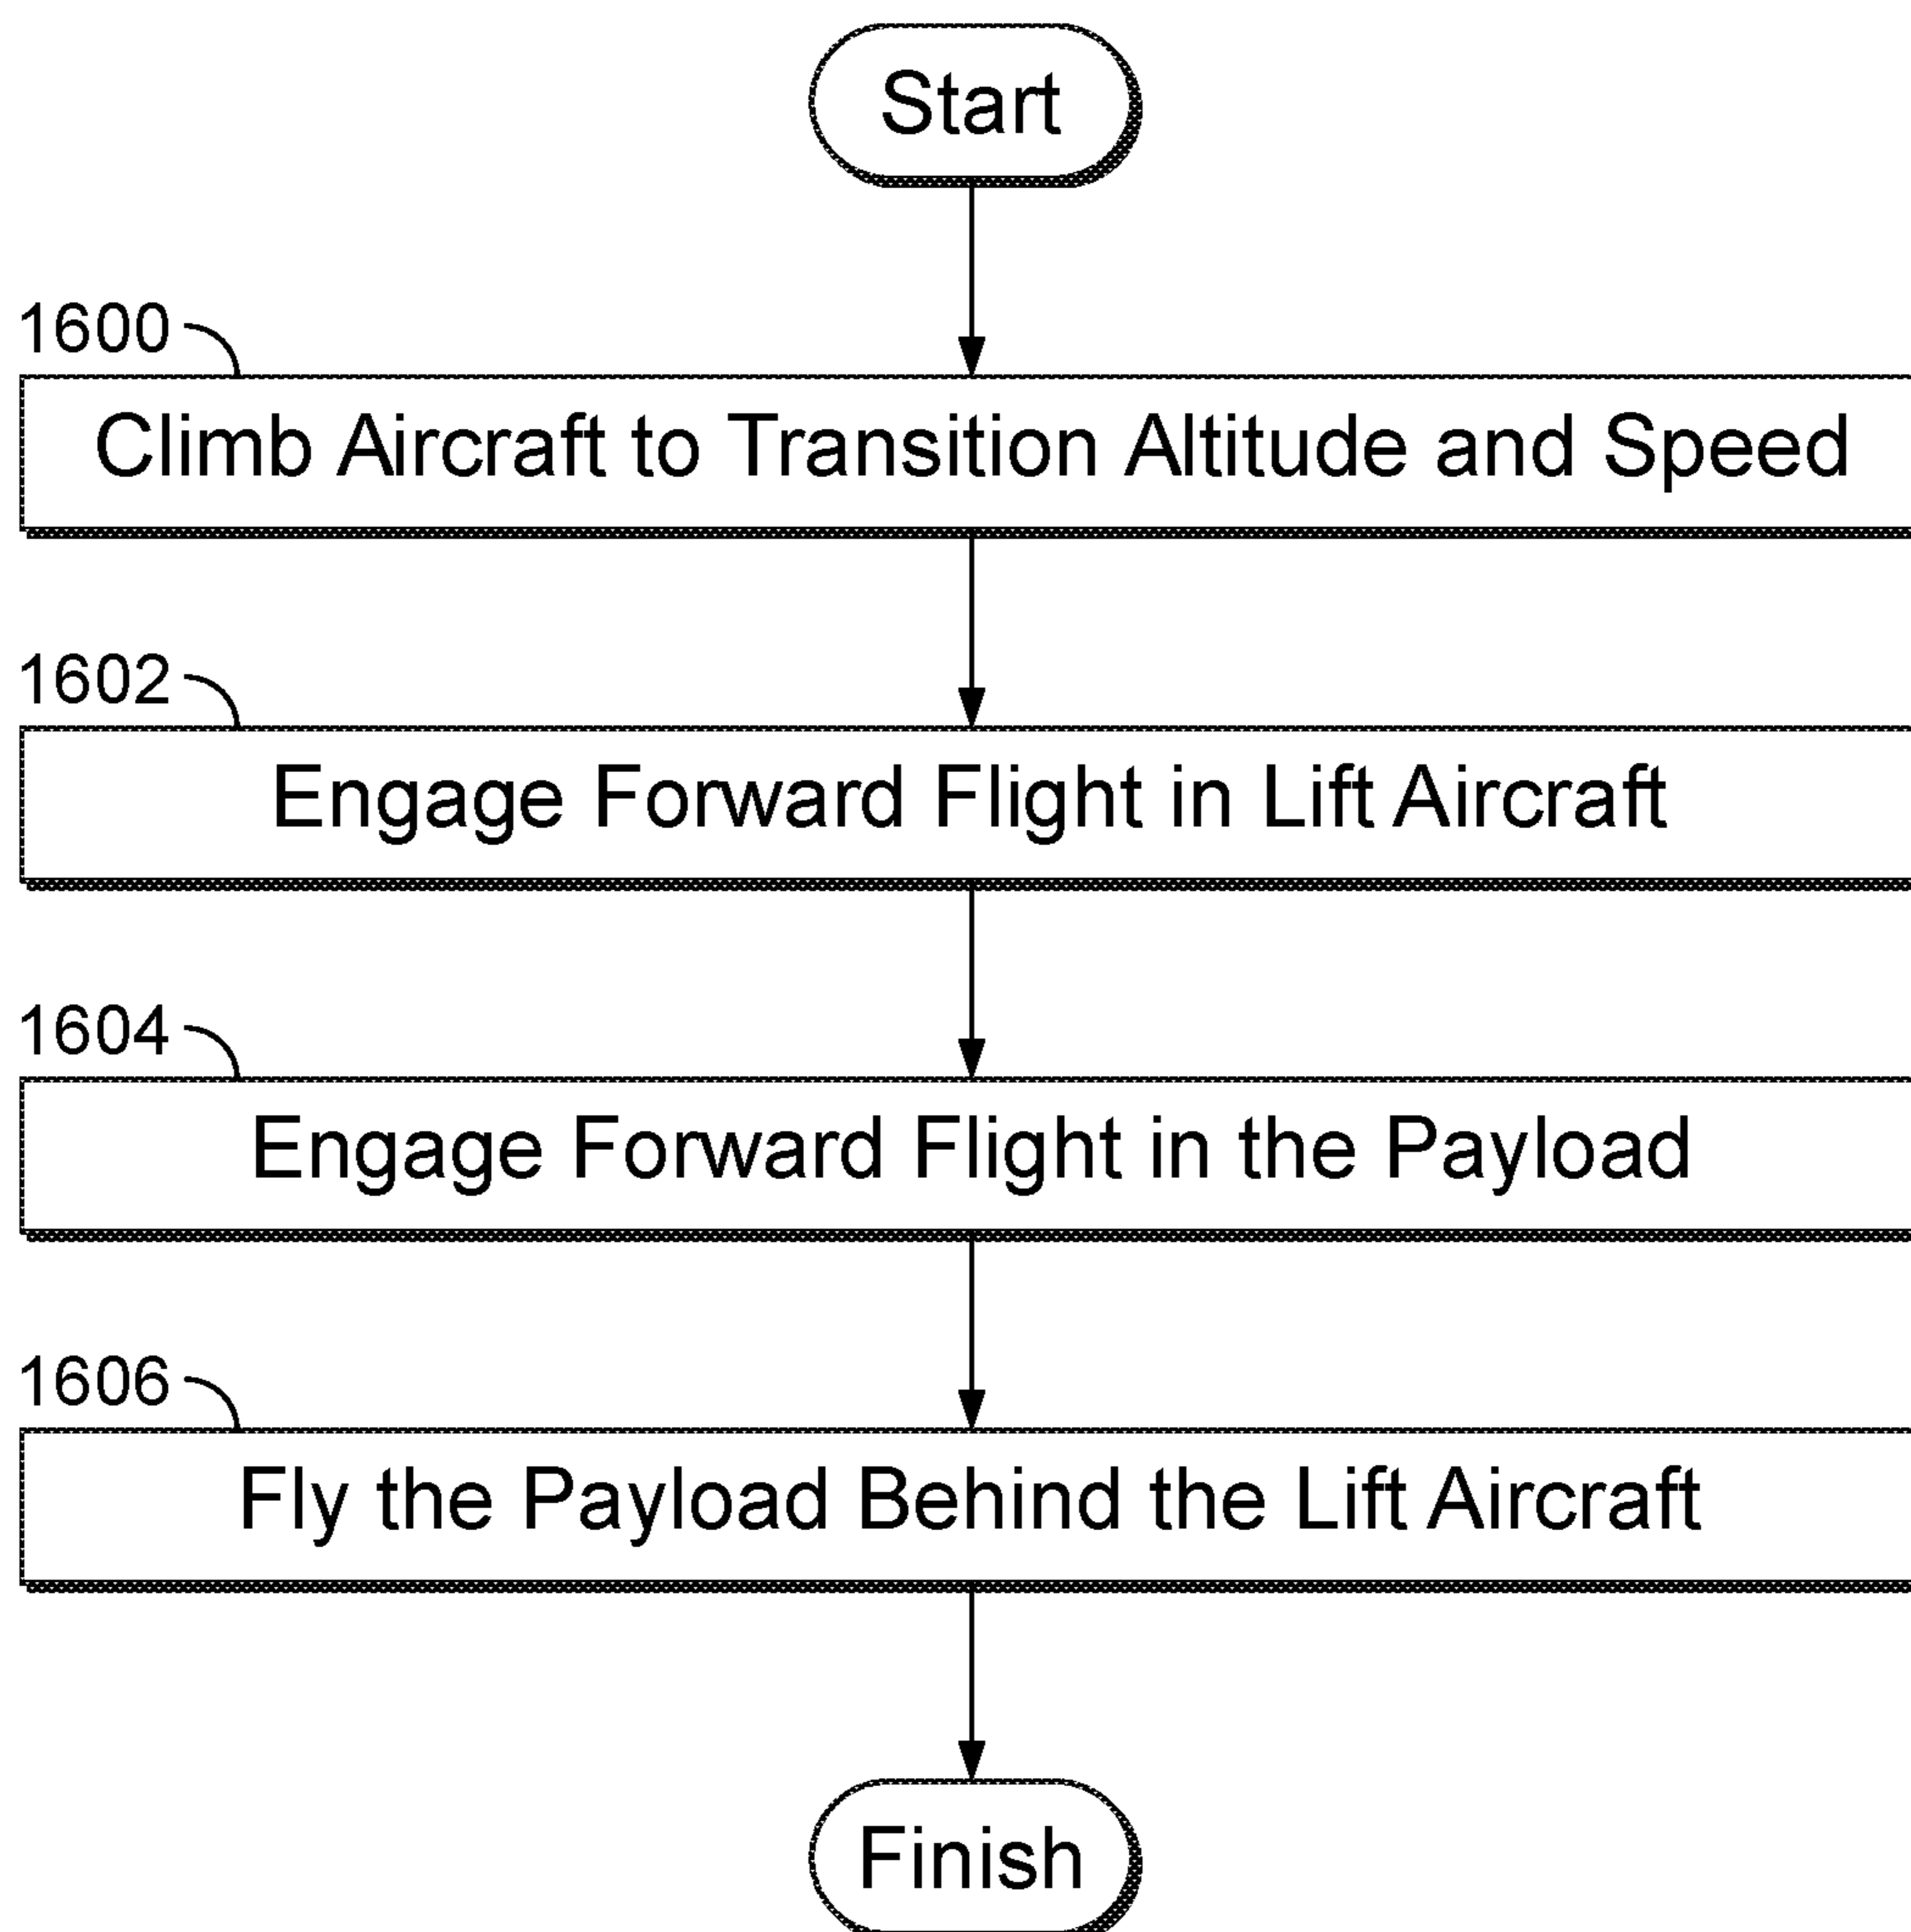 Start
1600
Climb Aircraft to Transition Altitude and Speed
1602
Engage Forward Flight in Lift Aircraft
1604
Engage Forward Flight in the Payload
1606
Fly the Payload Behind the Lift Aircraft
Finish